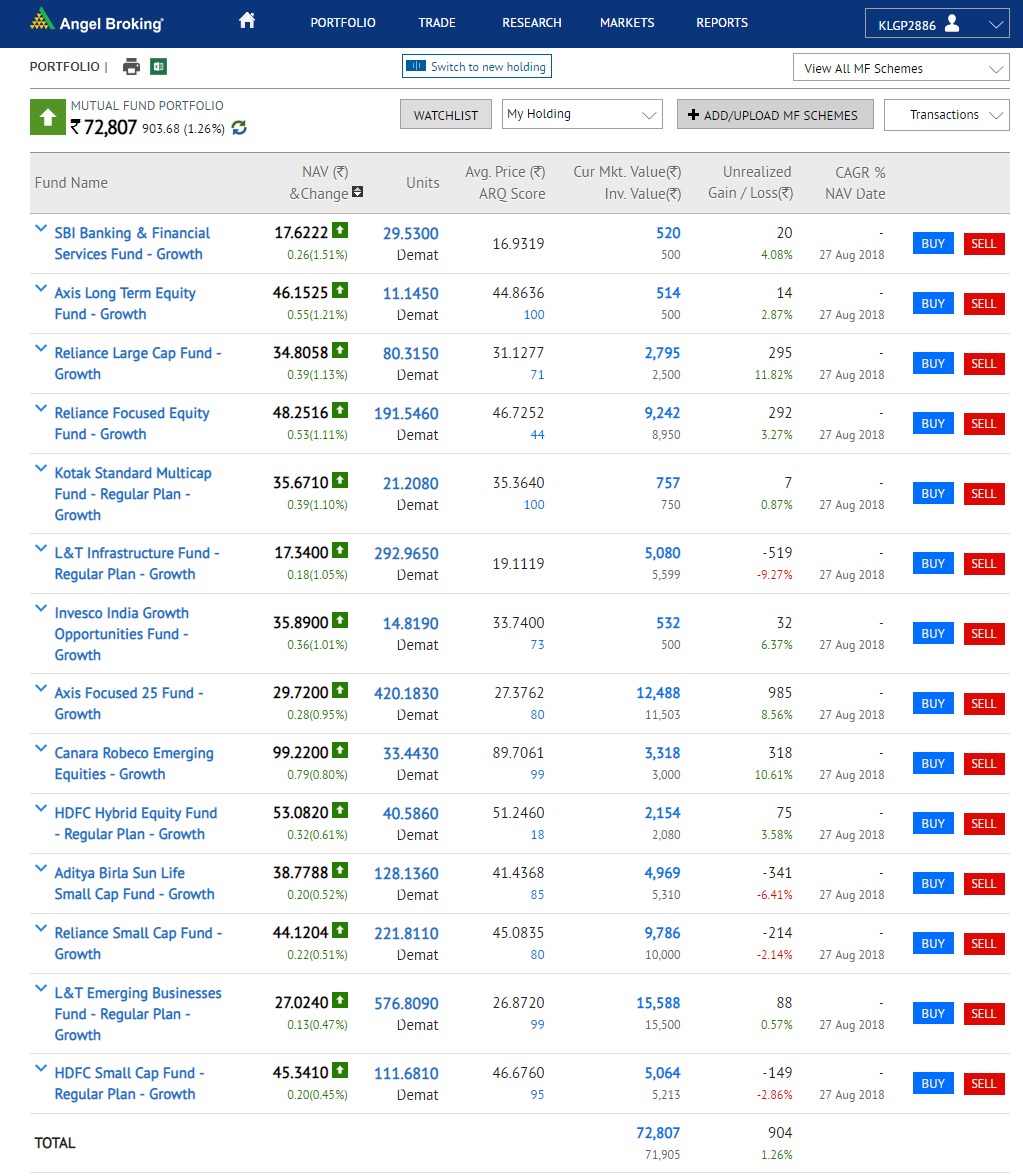 Angel Broking
PORTFOLIO TRADE RESEARCH MARKETS REPORTS KLGP2886
PORTFOLIO | Switch to new holding View All MF Schemes
MUTUAL FUND PORTFOLIO
₹ 72,807 903.68 (1.26%) WATCHLIST My Holding + ADD/UPLOAD MF SCHEMES Transactions
Fund Name NAV (₹) &Change Units Avg. Price (₹) ARQ Score Cur Mkt. Value(₹) Inv. Value(₹) Unrealized Gain / Loss(₹) CAGR % NAV Date
SBI Banking & Financial 17.6222 29.5300 16.9319 520 20 - BUY SELL
Services Fund - Growth 0.26(1.51%) Demat 500 4.08% 27 Aug 2018
Axis Long Term Equity 46.1525 11.1450 44.8636 514 14 - BUY SELL
Fund - Growth 0.55(1.21%) Demat 100 500 2.87% 27 Aug 2018
Reliance Large Cap Fund - 34.8058 80.3150 31.1277 2,795 295 - BUY SELL
Growth 0.39(1.13%) Demat 71 2,500 11.82% 27 Aug 2018
Reliance Focused Equity 48.2516 191.5460 46.7252 9,242 292 - BUY SELL
Fund - Growth 0.53(1.11%) Demat 44 8,950 3.27% 27 Aug 2018
Kotak Standard Multicap
Fund - Regular Plan - 35.6710 21.2080 35.3640 757 7 - BUY SELL
Growth 0.39(1.10%) Demat 100 750 0.87% 27 Aug 2018
L&T Infrastructure Fund - 17.3400 292.9650 19.1119 5,080 -519 - BUY SELL
Regular Plan - Growth 0.18(1.05%) Demat 5,599 -9.27% 27 Aug 2018
Invesco India Growth
Opportunities Fund - 35.8900 14.8190 33.7400 532 32 - BUY SELL
Growth 0.36(1.01%) Demat 73 500 6.37% 27 Aug 2018
Axis Focused 25 Fund - 29.7200 420.1830 27.3762 12,488 985 - BUY SELL
Growth 0.28(0.95%) Demat 80 11,503 8.56% 27 Aug 2018
Canara Robeco Emerging 99.2200 33.4430 89.7061 3,318 318 - BUY SELL
Equities - Growth 0.79(0.80%) Demat 99 3,000 10.61% 27 Aug 2018
HDFC Hybrid Equity Fund 53.0820 40.5860 51.2460 2,154 75 - BUY SELL
- Regular Plan - Growth 0.32(0.61%) Demat 18 2,080 3.58% 27 Aug 2018
Aditya Birla Sun Life 38.7788 128.1360 41.4368 4,969 -341 - BUY SELL
Small Cap Fund - Growth 0.20(0.52%) Demat 85 5,310 -6.41% 27 Aug 2018
Reliance Small Cap Fund - 44.1204 221.8110 45.0835 9,786 -214 - BUY SELL
Growth 0.22(0.51%) Demat 80 10,000 -2.14% 27 Aug 2018
L&T Emerging Businesses
Fund - Regular Plan - 27.0240 576.8090 26.8720 15,588 88 - BUY SELL
Growth 0.13(0.47%) Demat 99 15,500 0.57% 27 Aug 2018
HDFC Small Cap Fund - 45.3410 111.6810 46.6760 5,064 -149 - BUY SELL
Regular Plan - Growth 0.20(0.45%) Demat 95 5,213 -2.86% 27 Aug 2018
TOTAL 72,807 904
71,905 1.26%